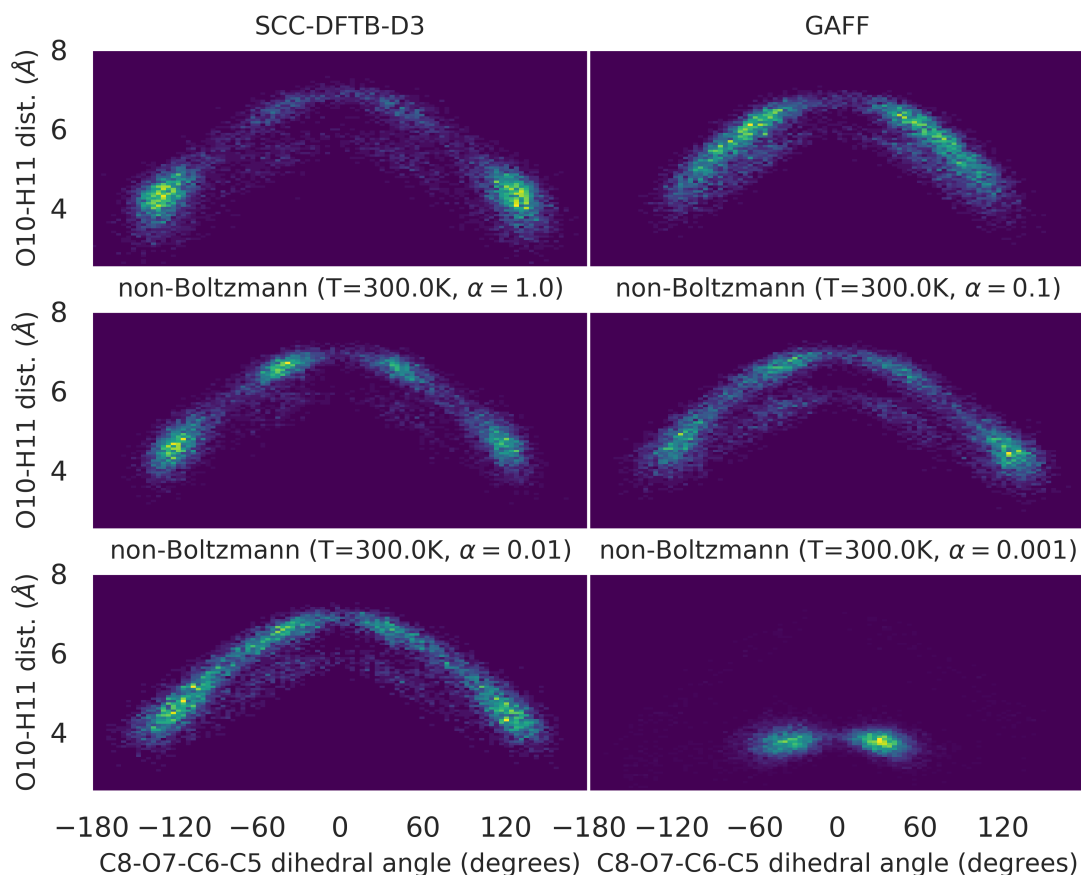 SCC-DFTB-D3
GAFF
8
6
4
O10-H11 dist. (Å)
non-Boltzmann (T=300.0K, α = 1.0)
non-Boltzmann (T=300.0K, α = 0.1)
8
6
4
O10-H11 dist. (Å)
non-Boltzmann (T=300.0K, α = 0.01)
non-Boltzmann (T=300.0K, α = 0.001)
8
6
4
O10-H11 dist. (Å)
−180 −120 −60 0 60 120 −180 −120 −60 0 60 120
C8-O7-C6-C5 dihedral angle (degrees)
C8-O7-C6-C5 dihedral angle (degrees)